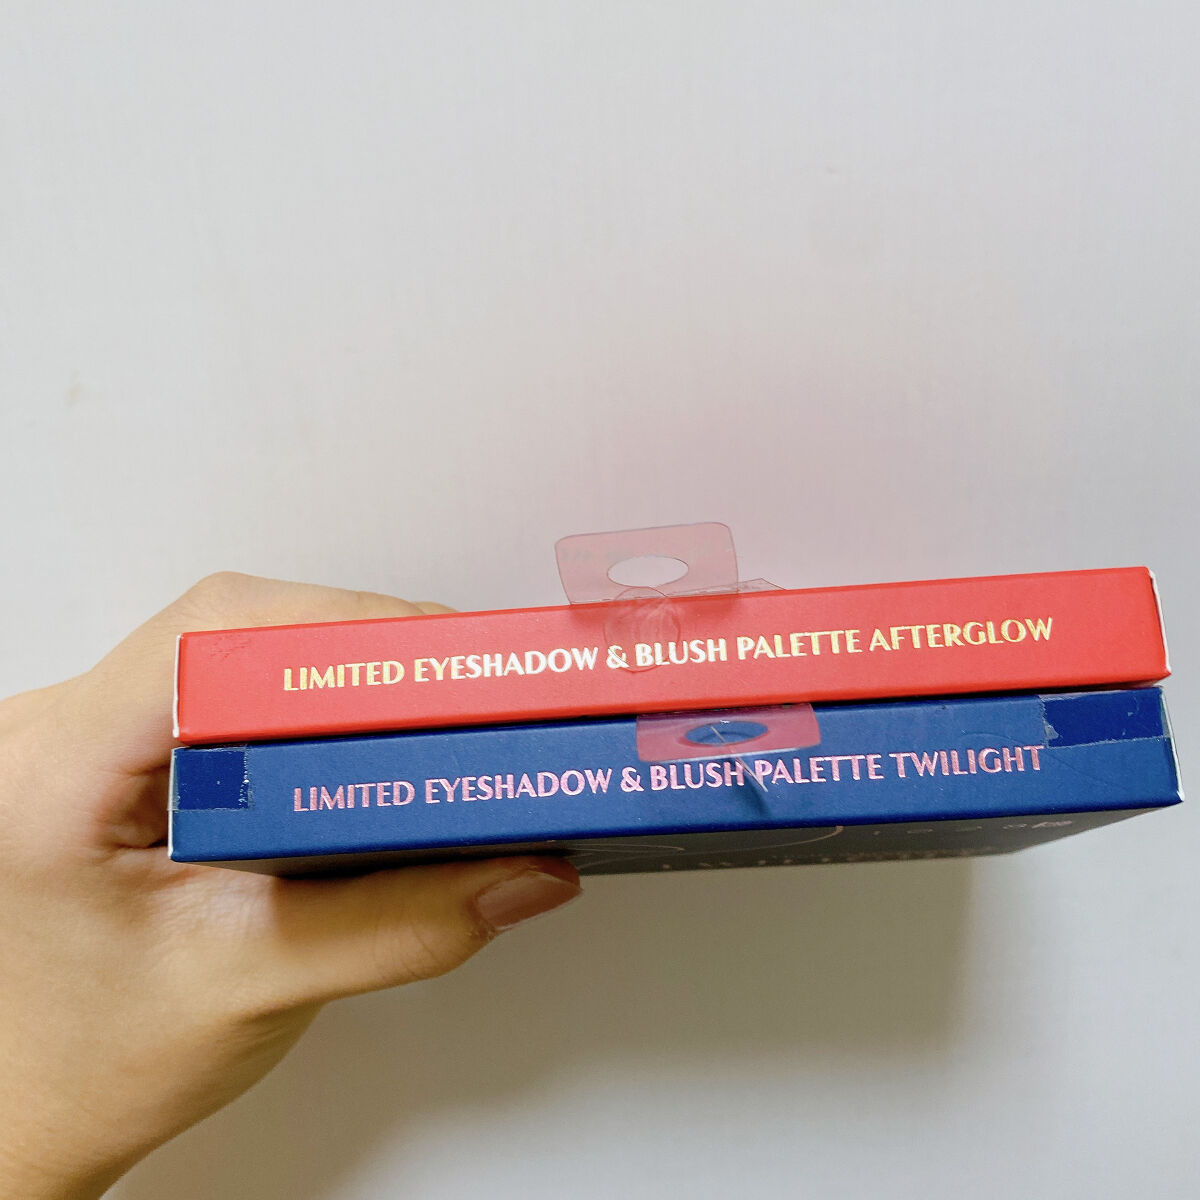 LIMITED EYESHADOW & BLUSH PALETTE AFTERGLOW
LIMITED EYESHADOW & BLUSH PALETTE TWILIGHT